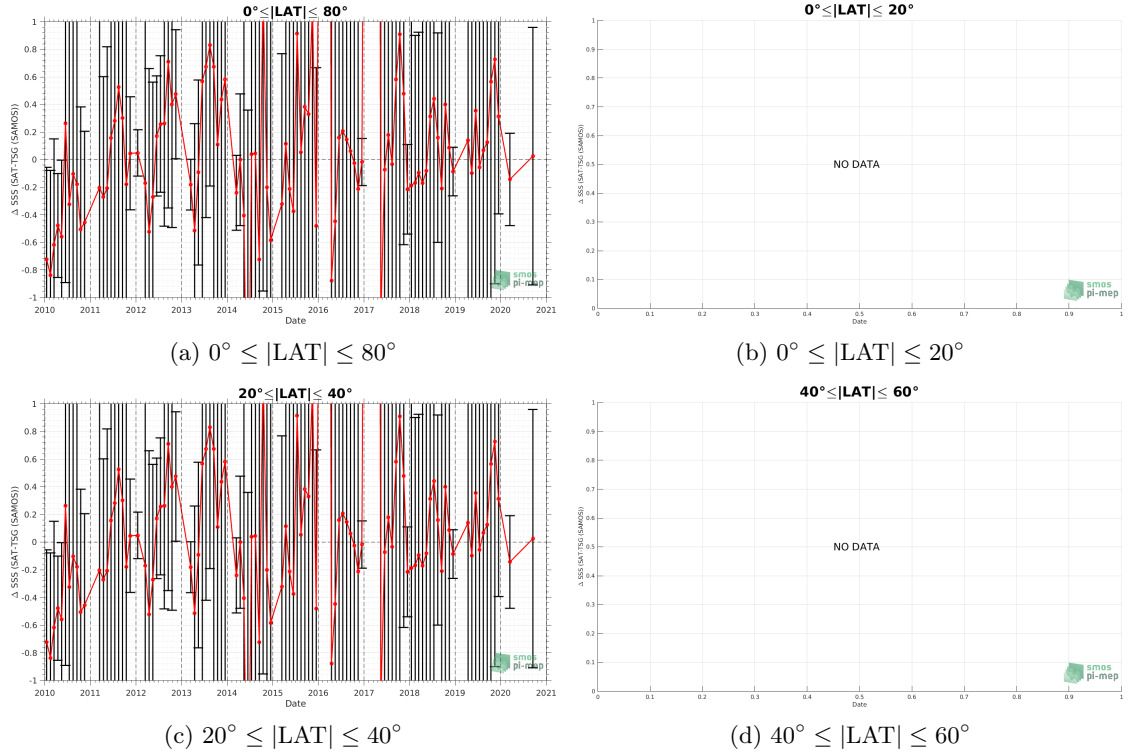 0°≤|LAT|≤ 80°
Δ SSS (SAT-TSG (SAMOS))
1
0.8
0.6
0.4
0.2
0
-0.2
-0.4
-0.6
-0.8
-1
2010 2011 2012 2013 2014 2015 2016 2017 2018 2019 2020 2021
Date
smos
pi-mep
(a) 0° ≤ |LAT| ≤ 80°
0°≤|LAT|≤ 20°
Δ SSS (SAT-TSG (SAMOS))
1
0.9
0.8
0.7
0.6
0.5
0.4
0.3
0.2
0.1
0
NO DATA
0 0.1 0.2 0.3 0.4 0.5 0.6 0.7 0.8 0.9 1
Date
smos
pi-mep
(b) 0° ≤ |LAT| ≤ 20°
20°≤|LAT|≤ 40°
Δ SSS (SAT-TSG (SAMOS))
1
0.8
0.6
0.4
0.2
0
-0.2
-0.4
-0.6
-0.8
-1
2010 2011 2012 2013 2014 2015 2016 2017 2018 2019 2020 2021
Date
smos
pi-mep
(c) 20° ≤ |LAT| ≤ 40°
40°≤|LAT|≤ 60°
Δ SSS (SAT-TSG (SAMOS))
1
0.9
0.8
0.7
0.6
0.5
0.4
0.3
0.2
0.1
0
NO DATA
0 0.1 0.2 0.3 0.4 0.5 0.6 0.7 0.8 0.9 1
Date
smos
pi-mep
(d) 40° ≤ |LAT| ≤ 60°